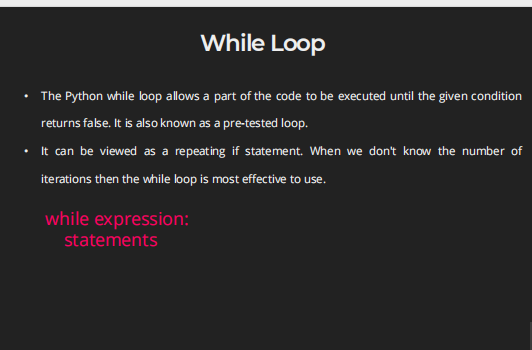 While Loop
• The Python while loop allows a part of the code to be executed until the given condition
returns false. It is also known as a pre-tested loop.
• It can be viewed as a repeating if statement. When we don't know the number of
iterations then the while loop is most effective to use.
while expression:
statements